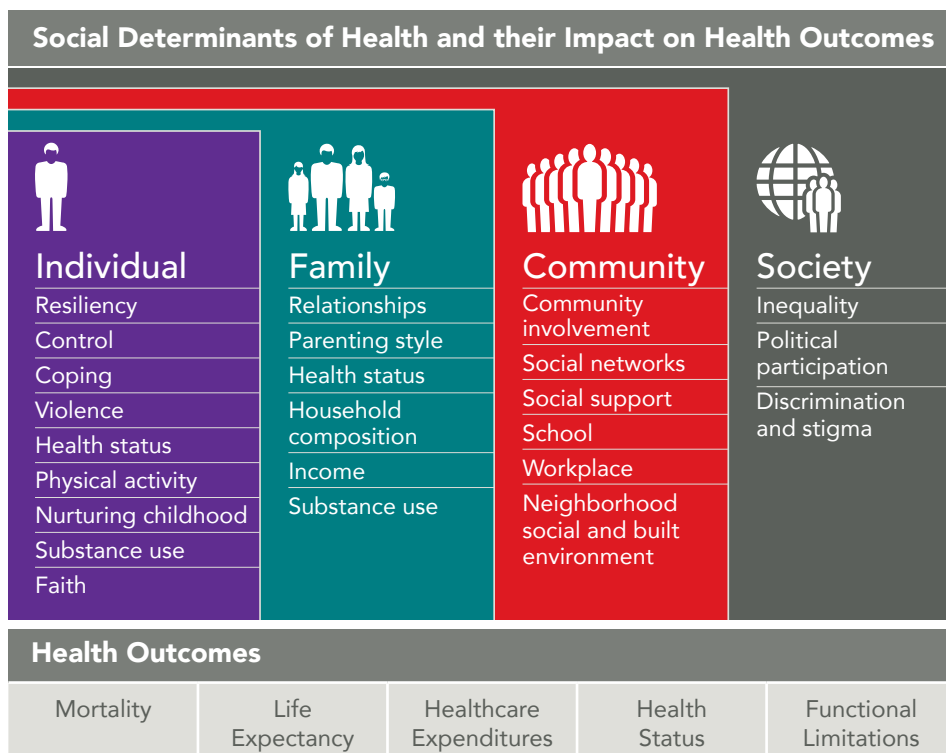 Social Determinants of Health and their Impact on Health Outcomes
Individual
Resiliency
Control
Coping
Violence
Health status
Physical activity
Nurturing childhood
Substance use
Faith
Family
Relationships
Parenting style
Health status
Household
composition
Income
Substance use
Community
Community
involvement
Social networks
Social support
School
Workplace
Neighborhood
social and built
environment
Society
Inequality
Political
participation
Discrimination
and stigma
Health Outcomes
Mortality
Life
Expectancy
Healthcare
Expenditures
Health
Status
Functional
Limitations